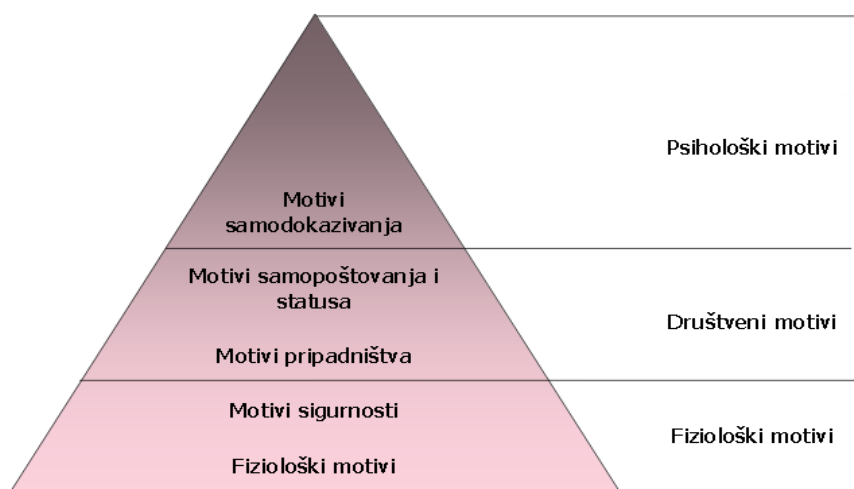 Psihološki motivi
Motivi
samodokazivanja
Motivi samopoštovanja i
statusa
Društveni motivi
Motivi pripadništva
Motivi sigurnosti
Fiziološki motivi
Fiziološki motivi